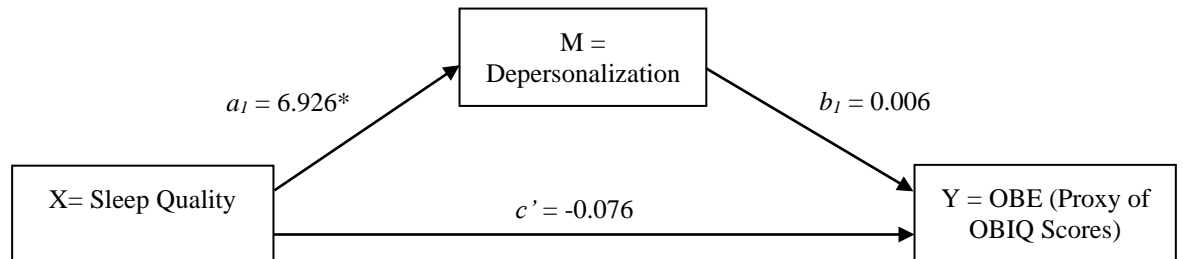 M =
Depersonalization
a1 = 6.926*
b1 = 0.006
X= Sleep Quality
c’ = -0.076
Y = OBE (Proxy of
OBIQ Scores)